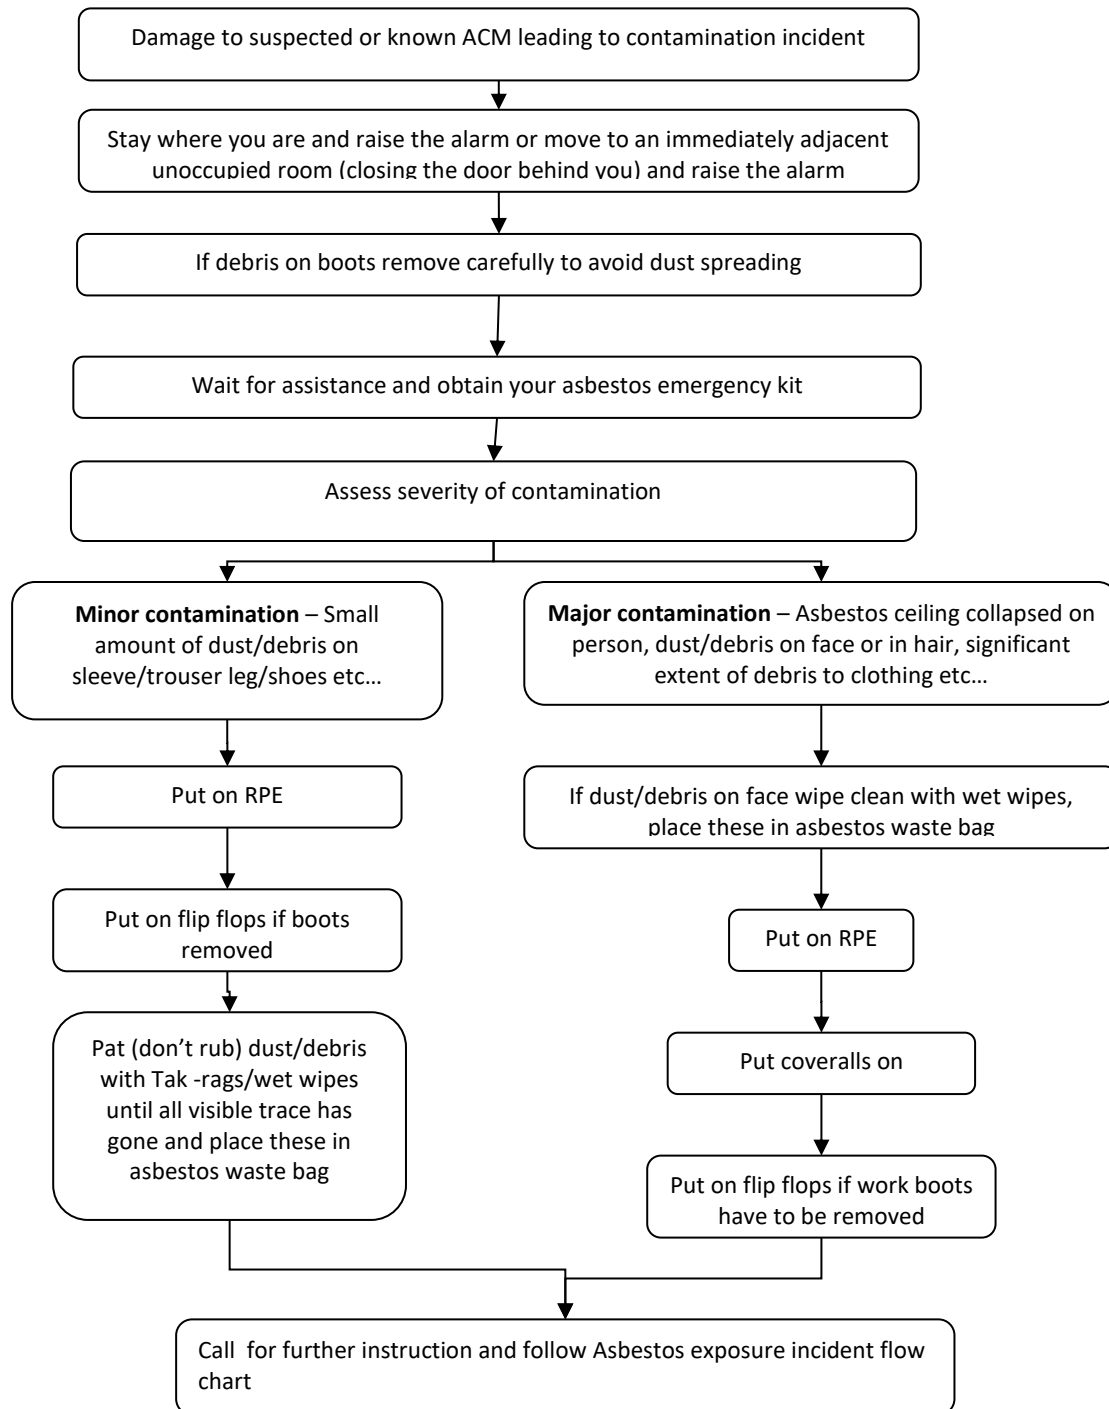 Damage to suspected or known ACM leading to contamination incident
Stay where you are and raise the alarm or move to an immediately adjacent
unoccupied room (closing the door behind you) and raise the alarm
If debris on boots remove carefully to avoid dust spreading
Wait for assistance and obtain your asbestos emergency kit
Assess severity of contamination
Minor contamination – Small
amount of dust/debris on
sleeve/trouser leg/shoes etc…
Major contamination – Asbestos ceiling collapsed on
person, dust/debris on face or in hair, significant
extent of debris to clothing etc…
Put on RPE
If dust/debris on face wipe clean with wet wipes,
place these in asbestos waste bag
Put on flip flops if boots
removed
Put on RPE
Pat (don’t rub) dust/debris
with Tak -rags/wet wipes
until all visible trace has
gone and place these in
asbestos waste bag
Put coveralls on
Put on flip flops if work boots
have to be removed
Call  for further instruction and follow Asbestos exposure incident flow
chart